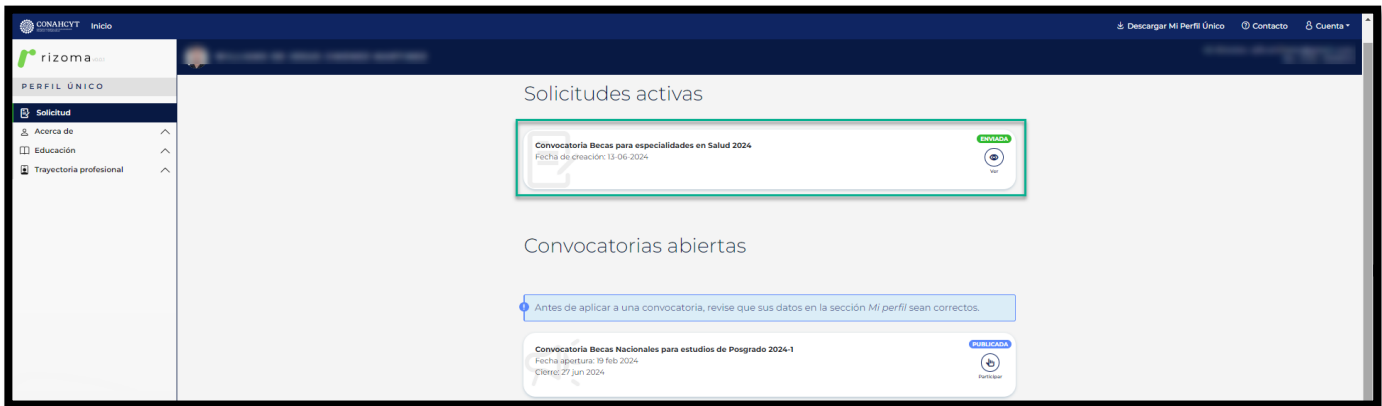 CONAHCYT Inicio Descargar Mi Perfil Único Contacto Cuenta
rizoma
PERFIL ÚNICO
Solicitud
Acerca de
Educación
Trayectoria profesional
Solicitudes activas
Convocatoria Becas para especialidades en Salud 2024
Fecha de creación: 13-06-2024
ENVIADA
Ver
Convocatorias abiertas
Antes de aplicar a una convocatoria, revise que sus datos en la sección Mi perfil sean correctos.
Convocatoria Becas Nacionales para estudios de Posgrado 2024-1
Fecha apertura: 19 feb 2024
Cierre: 27 jun 2024
PUBLICADA
Participar